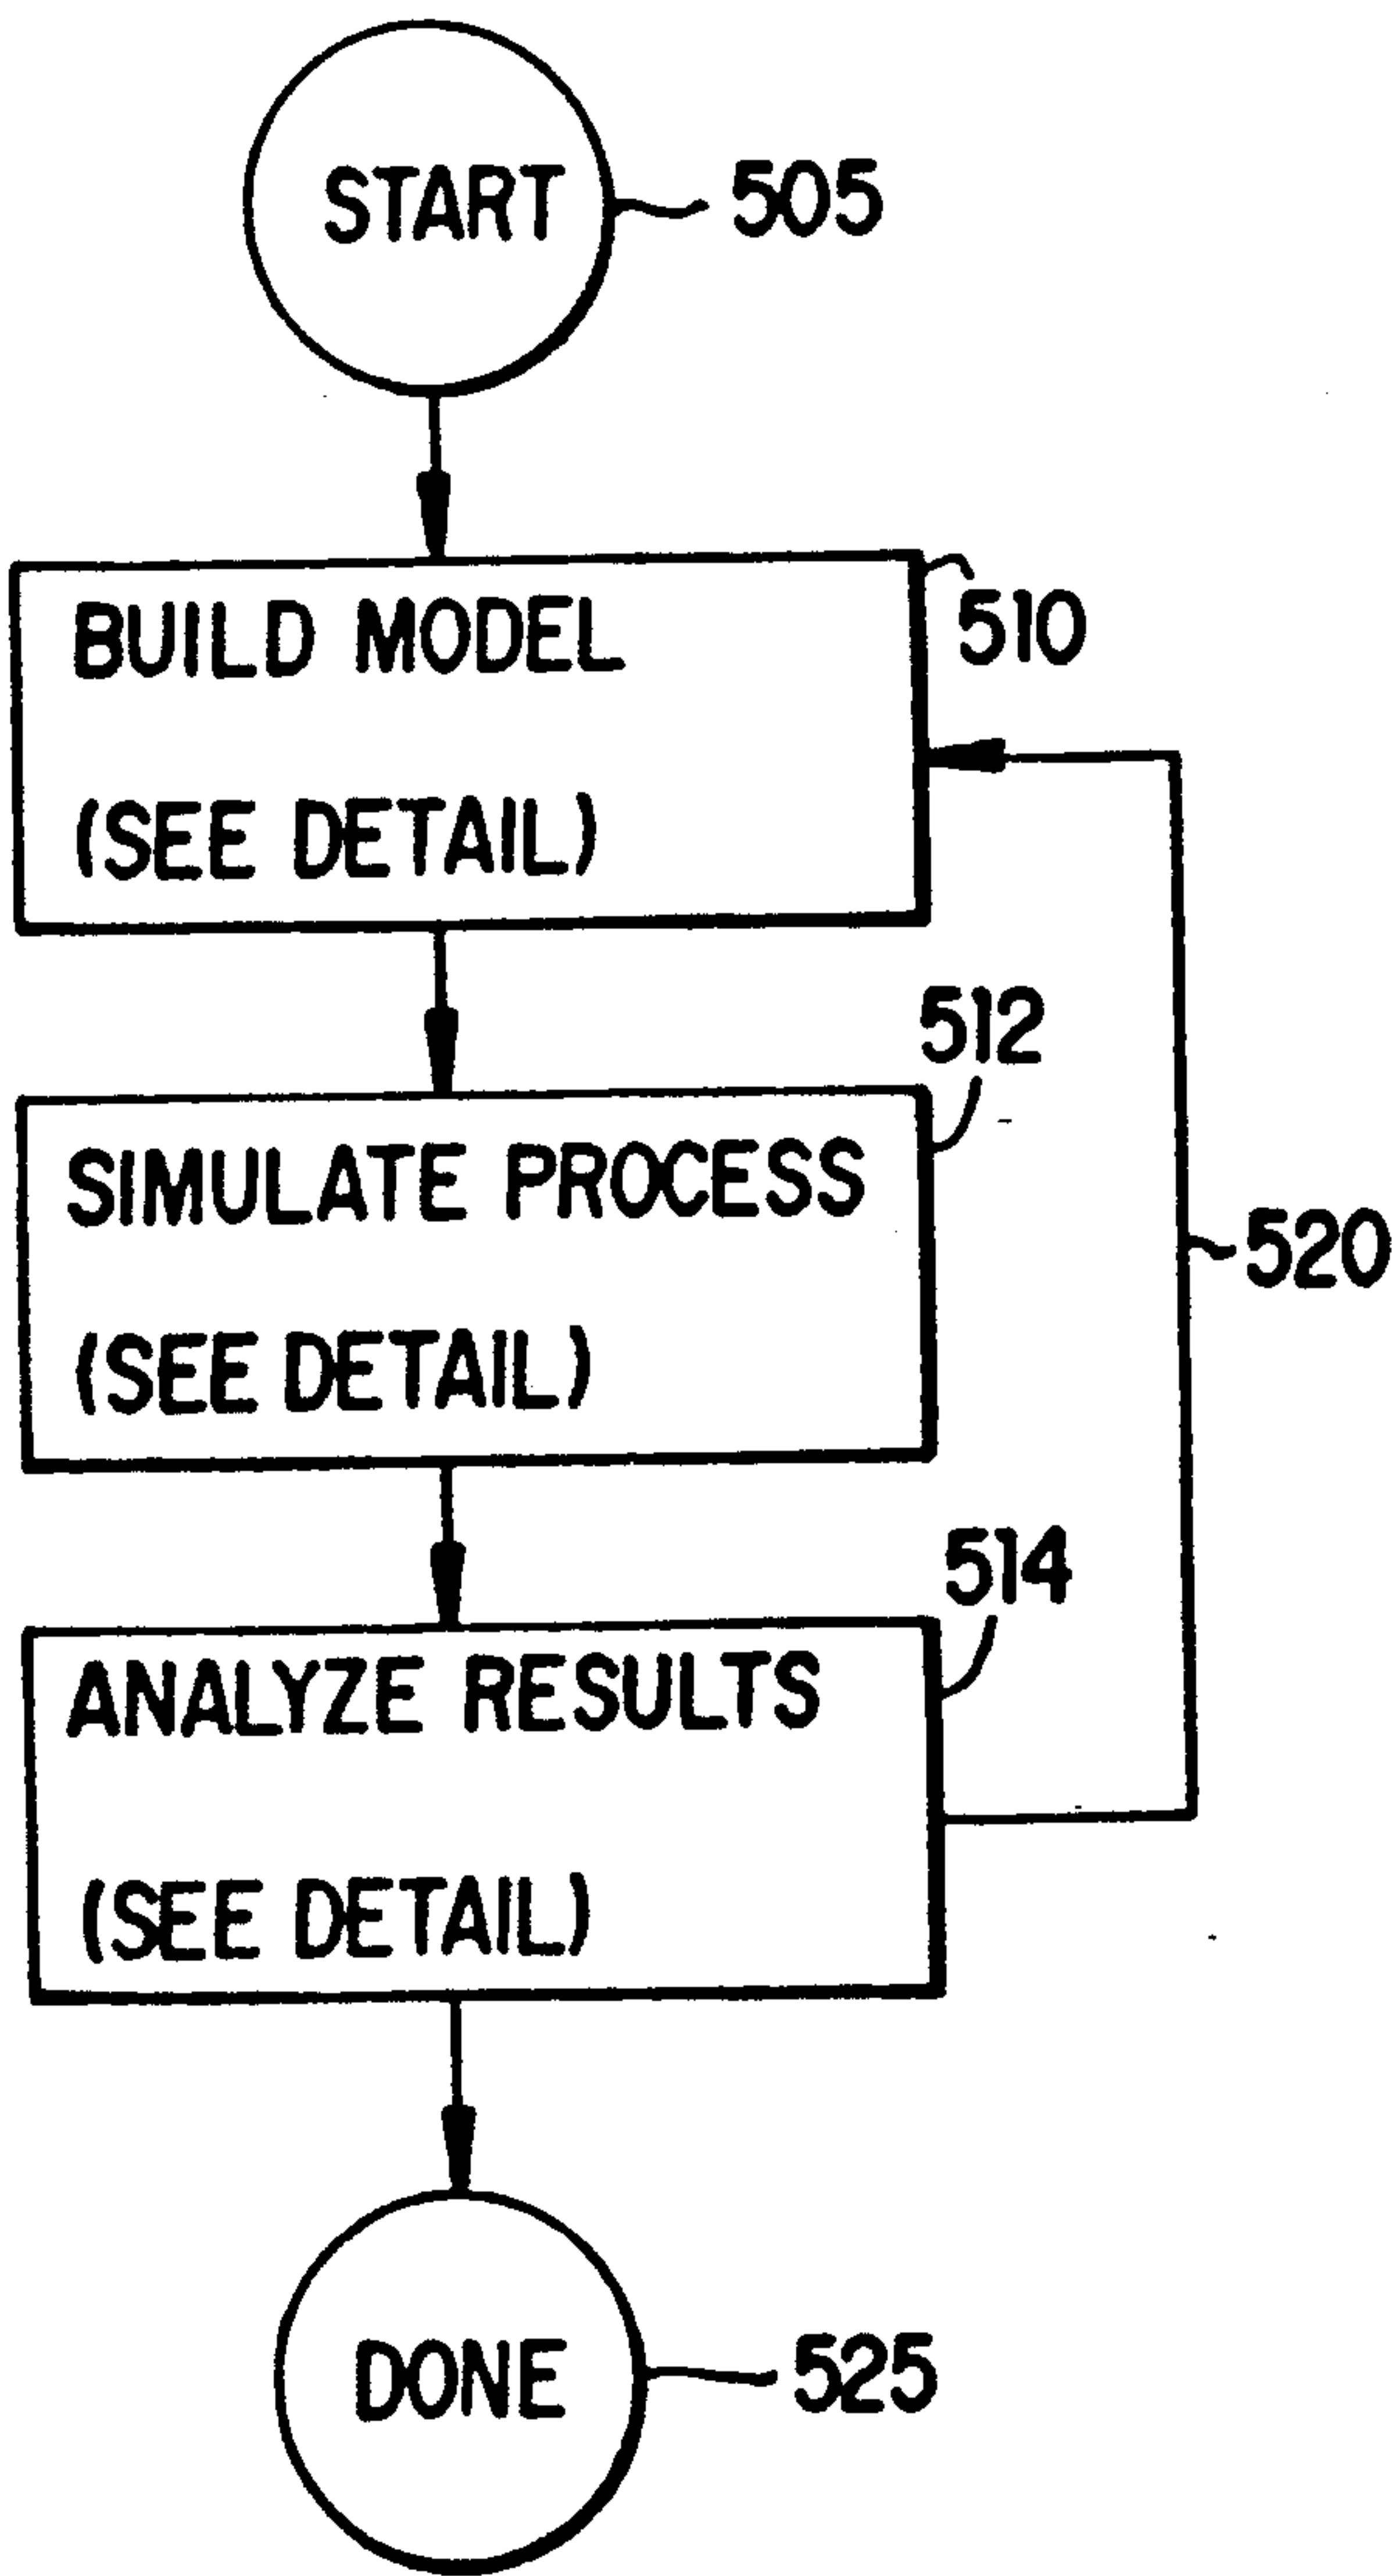 START
505
BUILD MODEL
510
(SEE DETAIL)
512
SIMULATE PROCESS
520
(SEE DETAIL)
514
ANALYZE RESULTS
(SEE DETAIL)
DONE
525